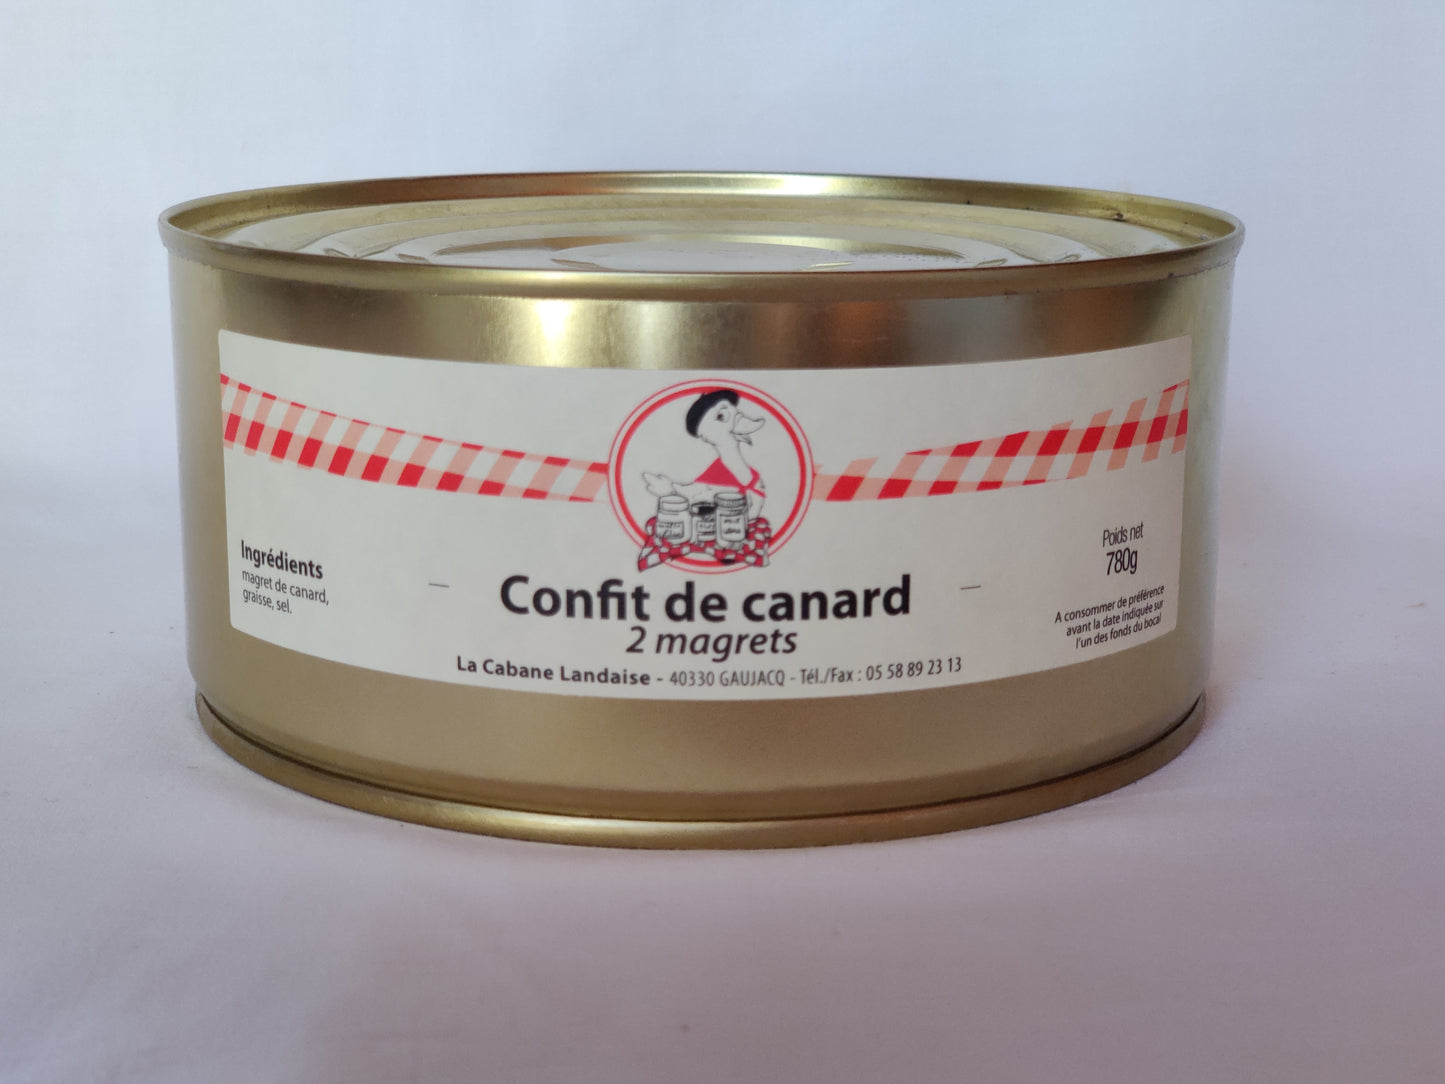 Ingrédients
magret de canard,
graisse, sel.
Confit de canard
2 magrets
La Cabane Landaise - 40330 GAUJACQ - Tél./Fax : 05 58 89 23 13
Poids net
780g
A consommer de préférence
avant la date indiquée sur
l'un des fonds du bocal